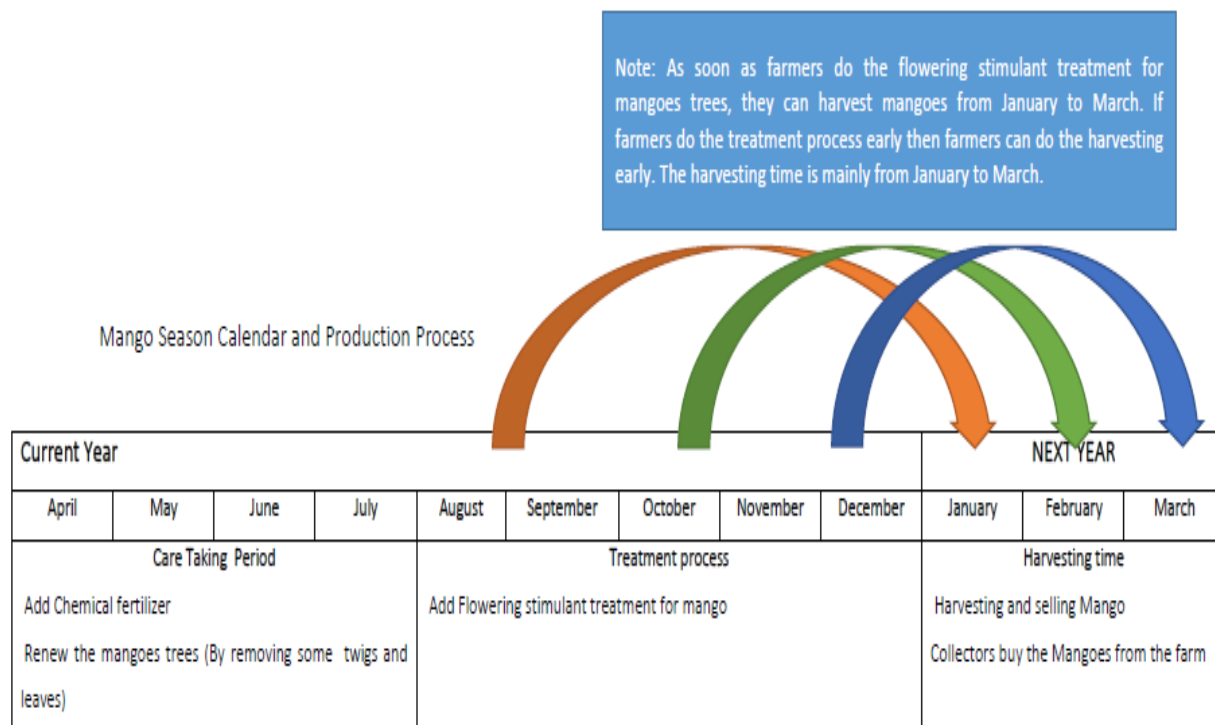 Note: As soon as farmers do the flowering stimulant treatment for
mangoes trees, they can harvest mangoes from January to March. If
farmers do the treatment process early then farmers can do the harvesting
early. The harvesting time is mainly from January to March.
Mango Season Calendar and Production Process
Current Year
NEXT YEAR
April
May
June
July
August
September
October
November
December
January
February
March
Care Taking Period
Add Chemical fertilizer
Renew the mangoes trees (By removing some twigs and
leaves)
Treatment process
Add Flowering stimulant treatment for mango
Harvesting time
Harvesting and selling Mango
Collectors buy the Mangoes from the farm